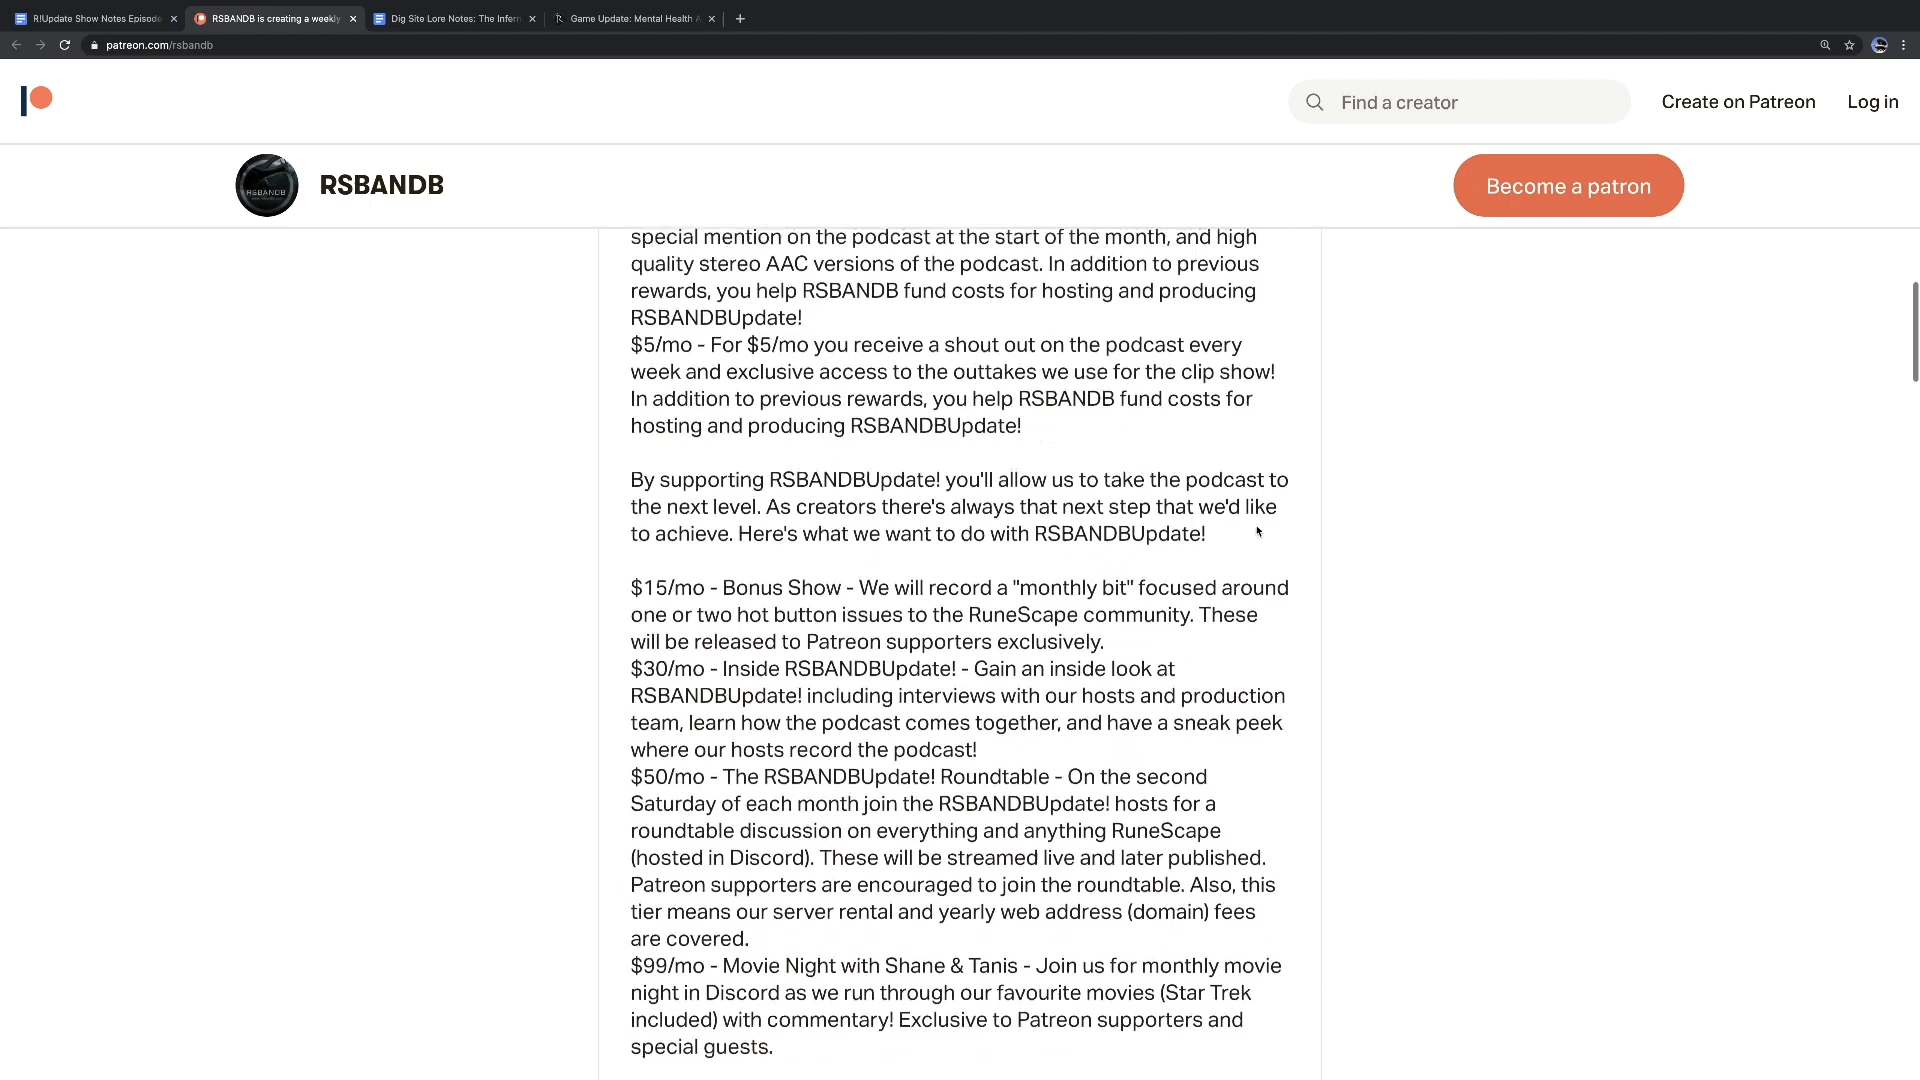 R!Update Show Notes Episode
RSBANDB is creating a weekly
Dig Site Lore Notes: The Infern
Game Update: Mental Health A
patreon.com/rsbandb
Find a creator
Create on Patreon
Log in
RSBANDB
RSBANDB
Become a patron
special mention on the podcast at the start of the month, and high
quality stereo AAC versions of the podcast. In addition to previous
rewards, you help RSBANDB fund costs for hosting and producing
RSBANDBUpdate!
$5/mo - For $5/mo you receive a shout out on the podcast every
week and exclusive access to the outtakes we use for the clip show!
In addition to previous rewards, you help RSBANDB fund costs for
hosting and producing RSBANDBUpdate!
By supporting RSBANDBUpdate! you'll allow us to take the podcast to
the next level. As creators there's always that next step that we'd like
to achieve. Here's what we want to do with RSBANDBUpdate!
$15/mo - Bonus Show - We will record a "monthly bit" focused around
one or two hot button issues to the RuneScape community. These
will be released to Patreon supporters exclusively.
$30/mo - Inside RSBANDBUpdate! - Gain an inside look at
RSBANDBUpdate! including interviews with our hosts and production
team, learn how the podcast comes together, and have a sneak peek
where our hosts record the podcast!
$50/mo - The RSBANDBUpdate! Roundtable - On the second
Saturday of each month join the RSBANDBUpdate! hosts for a
roundtable discussion on everything and anything RuneScape
(hosted in Discord). These will be streamed live and later published.
Patreon supporters are encouraged to join the roundtable. Also, this
tier means our server rental and yearly web address (domain) fees
are covered.
$99/mo - Movie Night with Shane & Tanis - Join us for monthly movie
night in Discord as we run through our favourite movies (Star Trek
included) with commentary! Exclusive to Patreon supporters and
special guests.